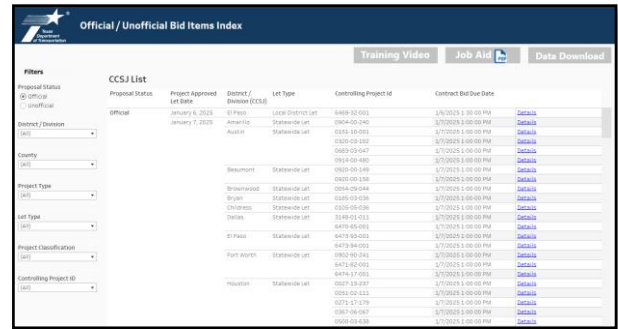 Official / Unofficial Bid Items Index
Texas
Department
of Transportation
Training Video
Job Aid
Data Download
Filters
CCSJ List
Proposal Status
Official
Unofficial
District / Division
(All)
County
(All)
Project Type
(All)
Let Type
(All)
Project Classification
(All)
Controlling Project ID
(All)
Proposal Status Project Approved Let Date District / Division (CCSJ) Let Type Controlling Project Id Contract Bid Due Date
Official January 6, 2025 El Paso Local District Let 6469-32-001 1/6/2025 1:30:00 PM Details
January 7, 2025 Amarillo Statewide Let 0904-00-240 1/7/2025 1:00:00 PM Details
Austin Statewide Let 0151-10-001 1/7/2025 1:00:00 PM Details
0320-03-102 1/7/2025 1:00:00 PM Details
0683-03-047 1/7/2025 1:00:00 PM Details
0914-00-480 1/7/2025 1:00:00 PM Details
Beaumont Statewide Let 0920-00-149 1/7/2025 1:00:00 PM Details
0920-00-158 1/7/2025 1:00:00 PM Details
Brownwood Statewide Let 0054-09-044 1/7/2025 1:00:00 PM Details
Bryan Statewide Let 0185-03-036 1/7/2025 1:00:00 PM Details
Childress Statewide Let 0105-05-036 1/7/2025 1:00:00 PM Details
Dallas Statewide Let 3148-01-011 1/7/2025 1:00:00 PM Details
6470-65-001 1/7/2025 1:00:00 PM Details
El Paso Statewide Let 6473-93-001 1/7/2025 1:00:00 PM Details
6473-94-001 1/7/2025 1:00:00 PM Details
Fort Worth Statewide Let 0902-90-241 1/7/2025 1:00:00 PM Details
6471-82-001 1/7/2025 1:00:00 PM Details
6474-17-001 1/7/2025 1:00:00 PM Details
Houston Statewide Let 0027-13-237 1/7/2025 1:00:00 PM Details
0051-02-111 1/7/2025 1:00:00 PM Details
0271-17-179 1/7/2025 1:00:00 PM Details
0367-06-067 1/7/2025 1:00:00 PM Details
0500-03-638 1/7/2025 1:00:00 PM Details